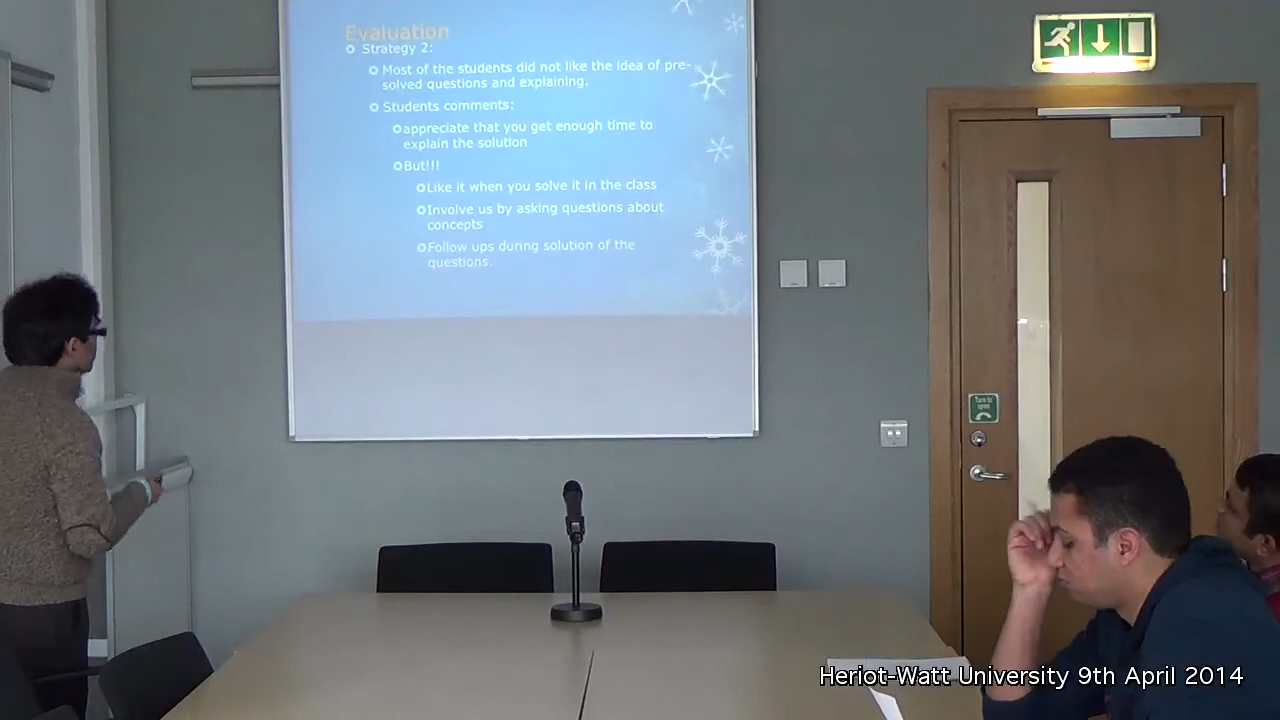 Evaluation
Strategy 2:
Most of the students did not like the idea of pre-
solved questions and explaining.
Students comments:
appreciate that you get enough time to
explain the solution
But!!!
Like it when you solve it in the class
Involve us by asking questions about
concepts
Follow ups during solution of the
questions.
Turn to
open
Heriot-Watt University 9th April 2014